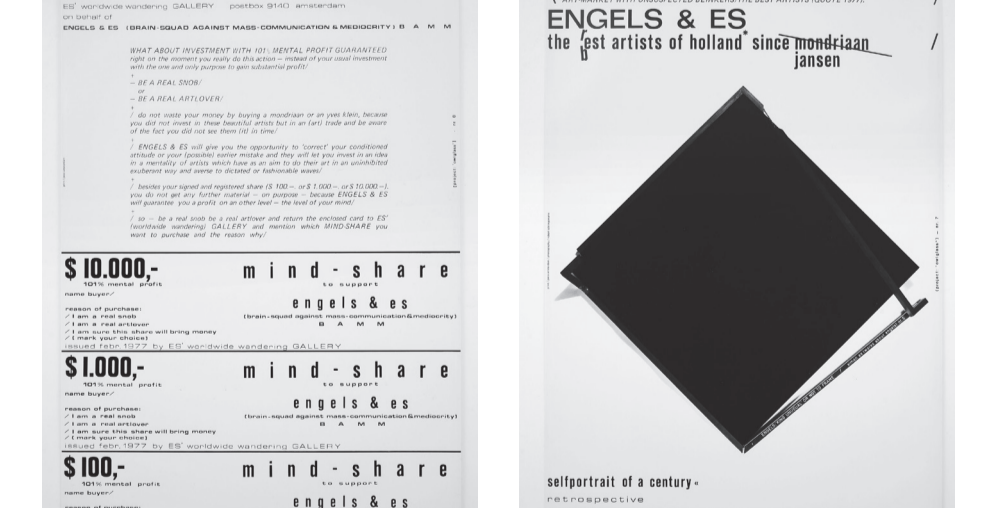 ES' worldwide wandering GALLERY postbox 9140 amsterdam
on behalf of
ENGELS & ES (BRAIN-SQUAD AGAINST MASS-COMMUNICATION & MEDIOCRITY) B A M M
WHAT ABOUT INVESTMENT WITH 101% MENTAL PROFIT GUARANTEED
right on the moment you really do this action – instead of your usual investment
with the one and only purpose to gain substantial profit/
– BE A REAL SNOB/
or
– BE A REAL ARTLOVER/
/ do not waste your money by buying a mondriaan or an yves klein, because
you did not invest in these beautiful artists but in an (art) trade and be aware
of the fact you did not see them (it) in time/
/ ENGELS & ES will give you the opportunity to 'correct' your conditioned
attitude or your (possible) earlier mistake and they will let you invest in an idea
in a mentality of artists which have as an aim to do their art in an uninhibited
exuberant way and averse to dictated or fashionable waves/
/ besides your signed and registered share ($ 100 –, or $ 1.000 –, or $ 10.000 –),
you do not get any further material – on purpose – because ENGELS & ES
will guarantee you a profit on an other level – the level of your mind/
/ so – be a real snob be a real artlover and return the enclosed card to ES'
(worldwide wandering) GALLERY and mention which MIND-SHARE you
want to purchase and the reason why/
$ 10.000,- mind-share
101% mental profit to support
name buyer/ engels & es
reason of purchase: (brain-squad against mass-communication&mediocrity)
/ I am a real snob B A M M
/ I am a real artlover
/ I am sure this share will bring money
/ ( mark your choice)
issued febr. 1977 by ES' worldwide wandering GALLERY
$ 1.000,- mind-share
101% mental profit to support
name buyer/ engels & es
reason of purchase: (brain-squad against mass-communication&mediocrity)
/ I am a real snob B A M M
/ I am a real artlover
/ I am sure this share will bring money
/ ( mark your choice)
issued febr. 1977 by ES' worldwide wandering GALLERY
$ 100,- mind-share
101% mental profit to support
name buyer/ engels & es
ENGELS & ES
the best artists of holland* since mondriaan /
jansen
selfportrait of a century
retrospective